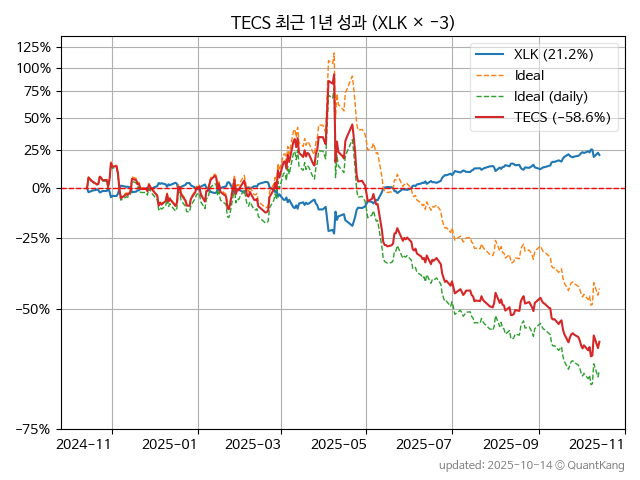 TECS 최근 1년 성과 (XLK × −3)
XLK (21.2%)
Ideal
Ideal (daily)
TECS (−58.6%)
125%
100%
75%
50%
25%
0%
−25%
−50%
−75%
2024-11 2025-01 2025-03 2025-05 2025-07 2025-09 2025-11
updated: 2025-10-14 © QuantKang